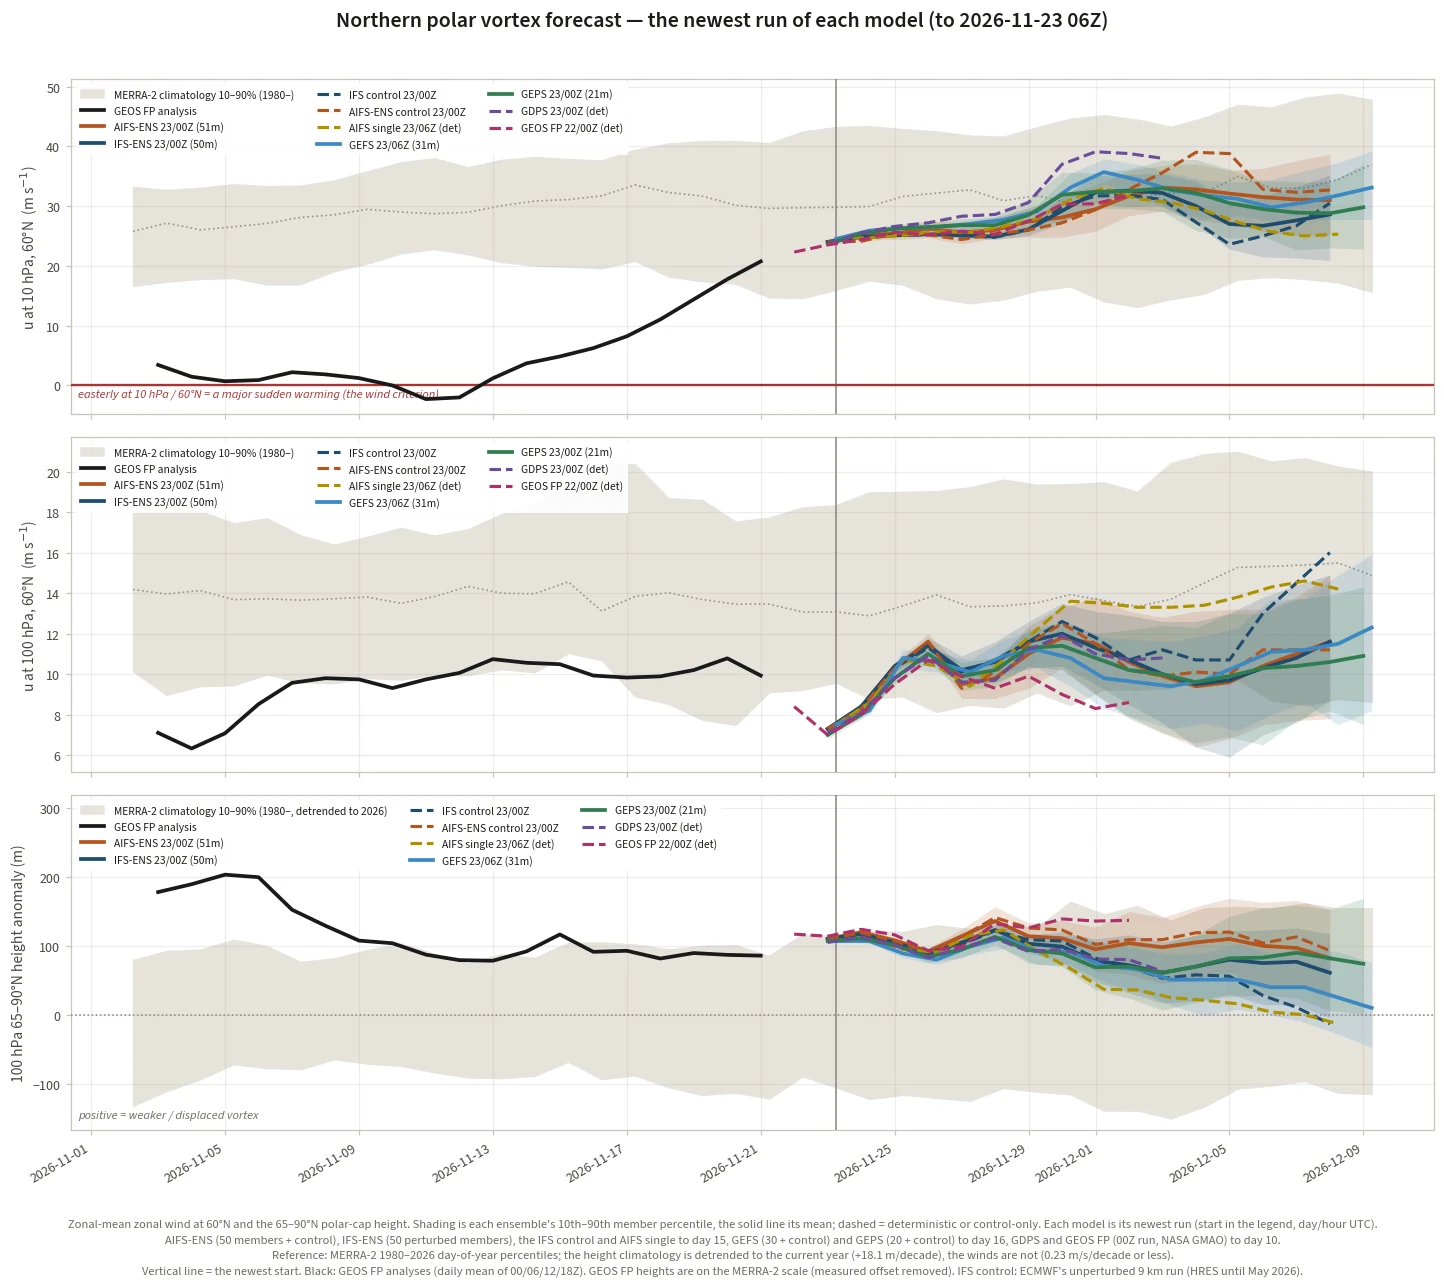 Northern polar vortex forecast — the newest run of each model (to 2026-11-23 06Z)
u at 10 hPa, 60°N (m s⁻¹)
50
40
30
20
10
0
MERRA-2 climatology 10–90% (1980–)
GEOS FP analysis
AIFS-ENS 23/00Z (51m)
IFS-ENS 23/00Z (50m)
IFS control 23/00Z
AIFS-ENS control 23/00Z
AIFS single 23/06Z (det)
GEFS 23/06Z (31m)
GEPS 23/00Z (21m)
GDPS 23/00Z (det)
GEOS FP 22/00Z (det)
easterly at 10 hPa / 60°N = a major sudden warming (the wind criterion)
u at 100 hPa, 60°N (m s⁻¹)
20
18
16
14
12
10
8
6
MERRA-2 climatology 10–90% (1980–)
GEOS FP analysis
AIFS-ENS 23/00Z (51m)
IFS-ENS 23/00Z (50m)
IFS control 23/00Z
AIFS-ENS control 23/00Z
AIFS single 23/06Z (det)
GEFS 23/06Z (31m)
GEPS 23/00Z (21m)
GDPS 23/00Z (det)
GEOS FP 22/00Z (det)
100 hPa 65–90°N height anomaly (m)
300
200
100
0
−100
MERRA-2 climatology 10–90% (1980–, detrended to 2026)
GEOS FP analysis
AIFS-ENS 23/00Z (51m)
IFS-ENS 23/00Z (50m)
IFS control 23/00Z
AIFS-ENS control 23/00Z
AIFS single 23/06Z (det)
GEFS 23/06Z (31m)
GEPS 23/00Z (21m)
GDPS 23/00Z (det)
GEOS FP 22/00Z (det)
positive = weaker / displaced vortex
2026-11-01
2026-11-05
2026-11-09
2026-11-13
2026-11-17
2026-11-21
2026-11-25
2026-11-29
2026-12-01
2026-12-05
2026-12-09
Zonal-mean zonal wind at 60°N and the 65–90°N polar-cap height. Shading is each ensemble's 10th–90th member percentile, the solid line its mean; dashed = deterministic or control-only. Each model is its newest run (start in the legend, day/hour UTC).
AIFS-ENS (50 members + control), IFS-ENS (50 perturbed members), the IFS control and AIFS single to day 15, GEFS (30 + control) and GEPS (20 + control) to day 16, GDPS and GEOS FP (00Z run, NASA GMAO) to day 10.
Reference: MERRA-2 1980–2026 day-of-year percentiles; the height climatology is detrended to the current year (+18.1 m/decade), the winds are not (0.23 m/s/decade or less).
Vertical line = the newest start. Black: GEOS FP analyses (daily mean of 00/06/12/18Z). GEOS FP heights are on the MERRA-2 scale (measured offset removed). IFS control: ECMWF's unperturbed 9 km run (HRES until May 2026).